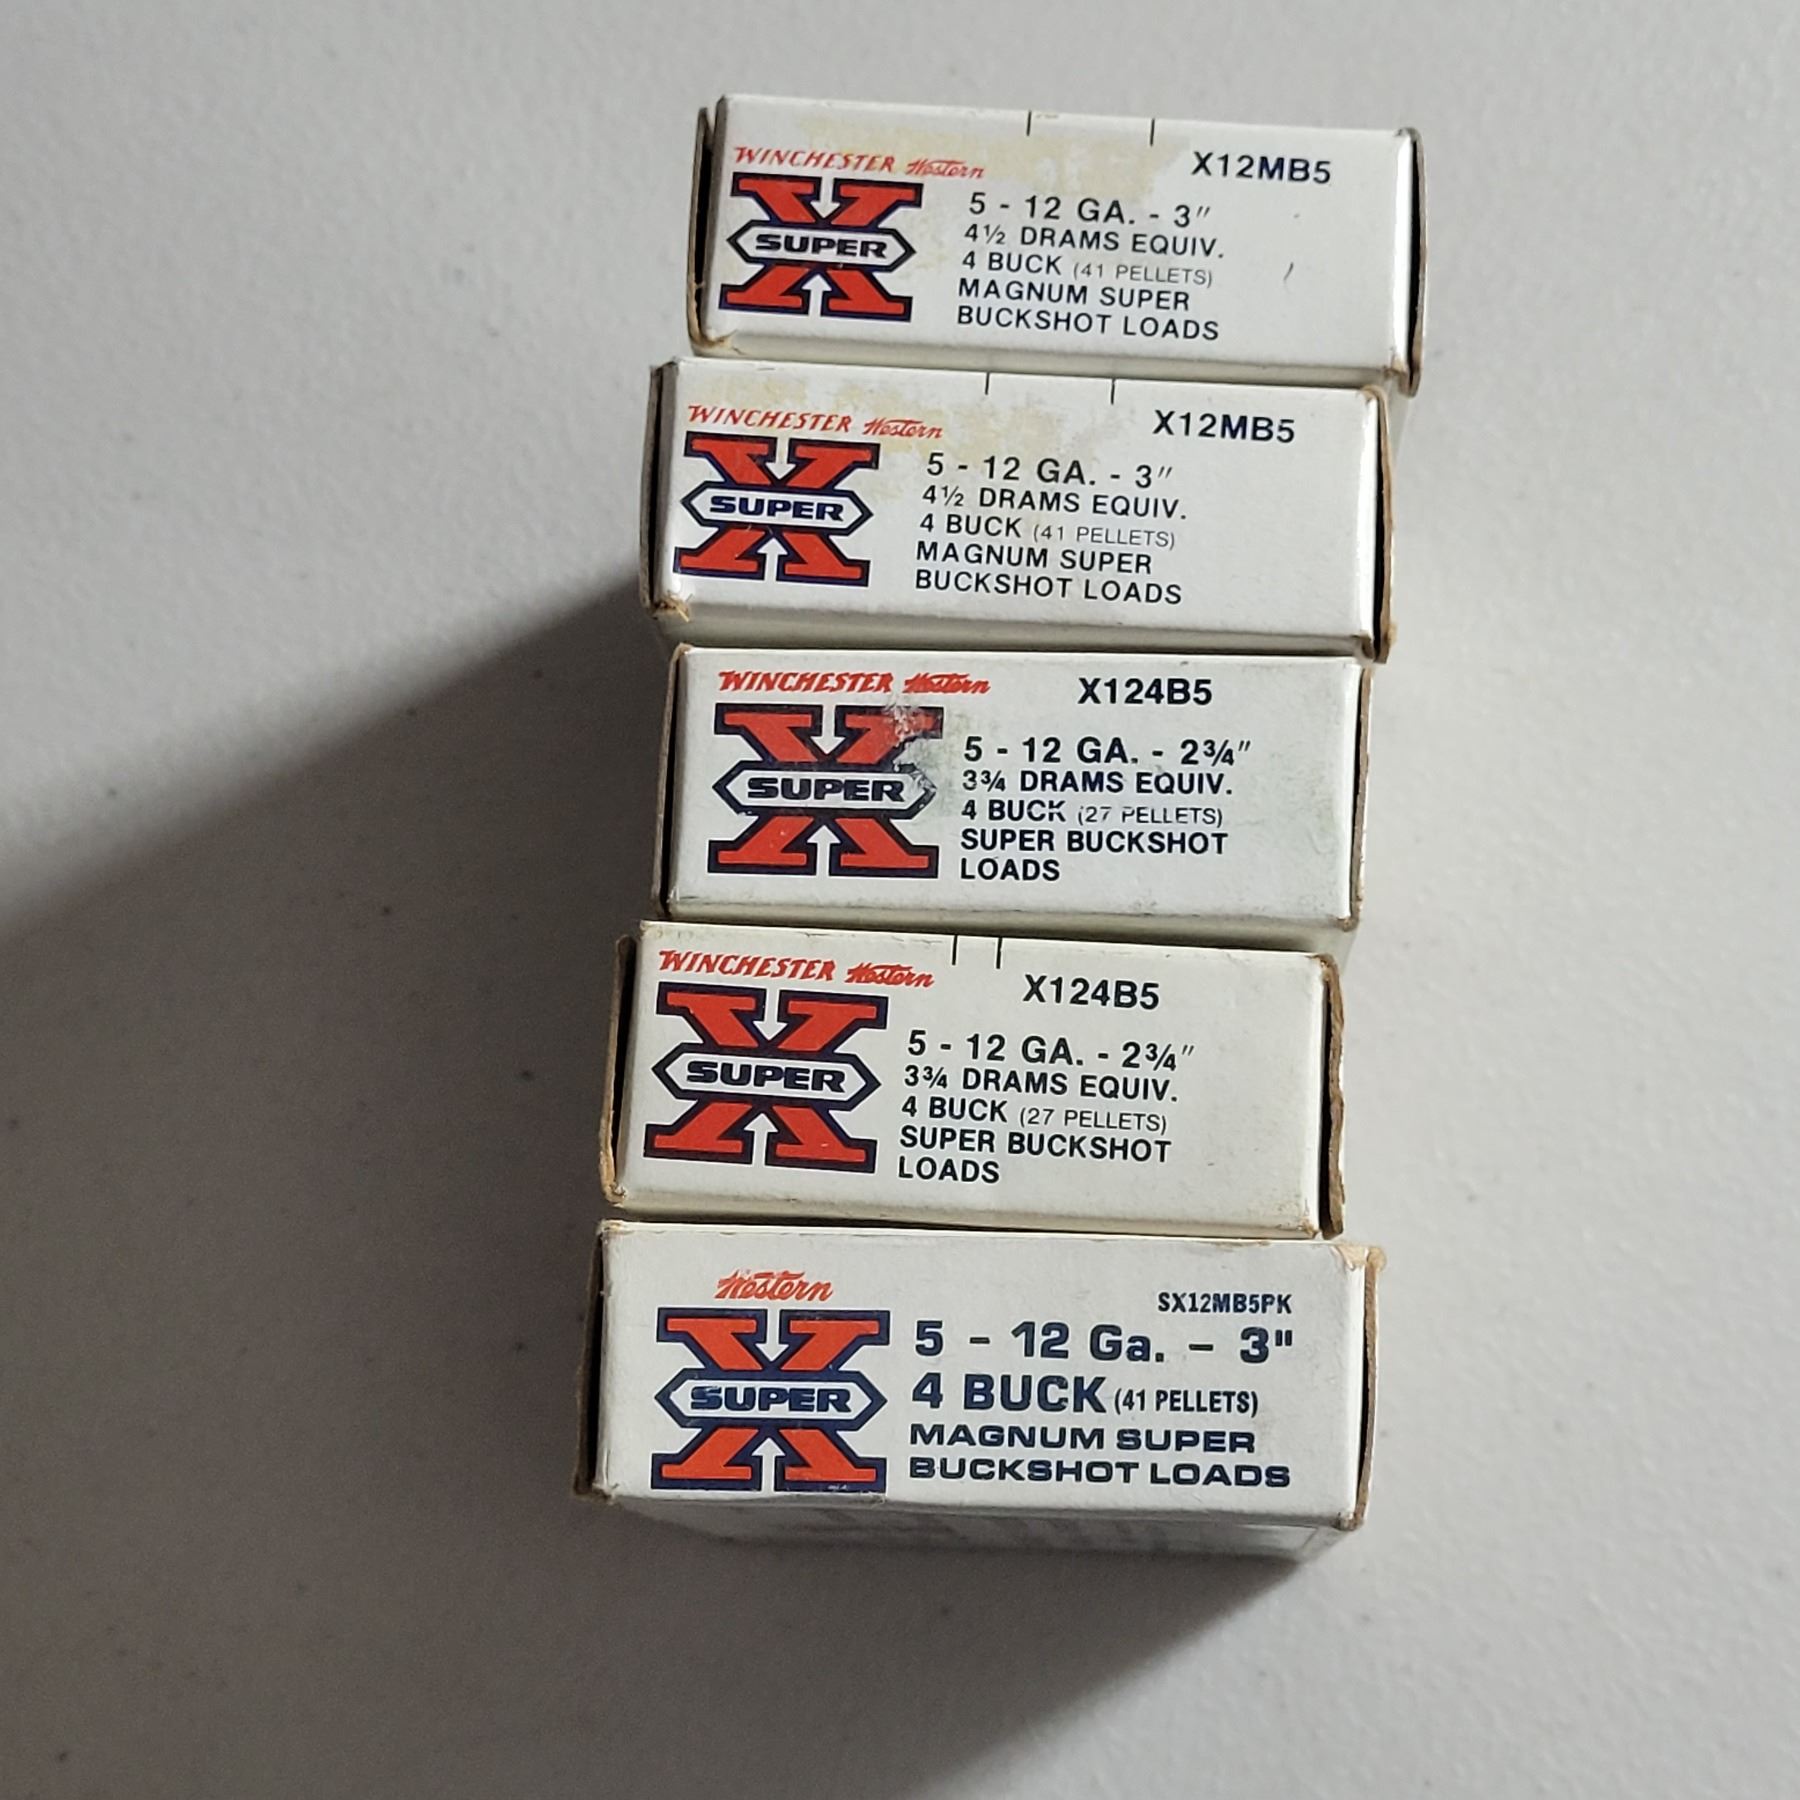 WINCHESTER Western
X12MB5
X SUPER
5 - 12 GA. - 3"
4½ DRAMS EQUIV.
4 BUCK (41 PELLETS)
MAGNUM SUPER
BUCKSHOT LOADS
WINCHESTER Western
X12MB5
X SUPER
5 - 12 GA. - 3"
4½ DRAMS EQUIV.
4 BUCK (41 PELLETS)
MAGNUM SUPER
BUCKSHOT LOADS
WINCHESTER Western
X124B5
X SUPER
5 - 12 GA. - 2¾"
3¾ DRAMS EQUIV.
4 BUCK (27 PELLETS)
SUPER BUCKSHOT
LOADS
WINCHESTER Western
X124B5
X SUPER
5 - 12 GA. - 2¾"
3¾ DRAMS EQUIV.
4 BUCK (27 PELLETS)
SUPER BUCKSHOT
LOADS
Western
SX12MB5PK
X SUPER
5 - 12 Ga. - 3"
4 BUCK (41 PELLETS)
MAGNUM SUPER
BUCKSHOT LOADS